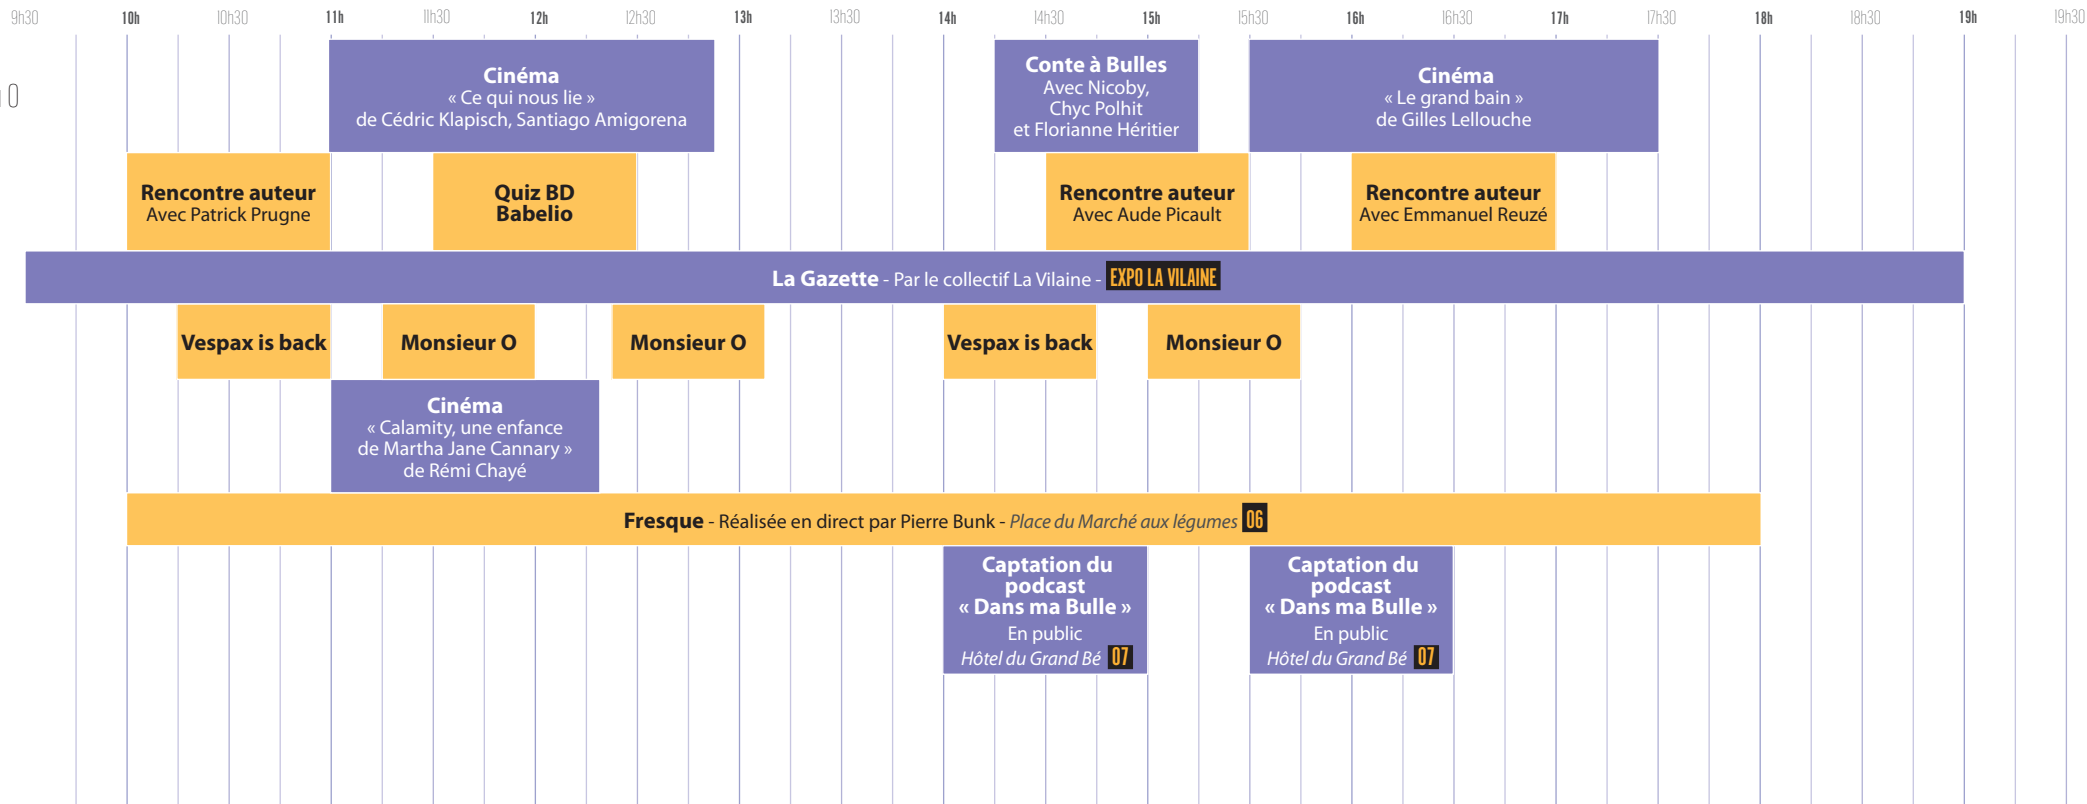 9h30 10h 10h30 11h 11h30 12h 12h30 13h 13h30 14h 14h30 15h 15h30 16h 16h30 17h 17h30 18h 18h30 19h 19h30
0
Cinéma
« Ce qui nous lie »
de Cédric Klapisch, Santiago Amigorena
Conte à Bulles
Avec Nicoby,
Chyc Polhit
et Florianne Héritier
Cinéma
« Le grand bain »
de Gilles Lellouche
Rencontre auteur
Avec Patrick Prugne
Quiz BD
Babelio
Rencontre auteur
Avec Aude Picault
Rencontre auteur
Avec Emmanuel Reuzé
La Gazette - Par le collectif La Vilaine - EXPO LA VILAINE
Vespax is back
Monsieur O
Monsieur O
Vespax is back
Monsieur O
Cinéma
« Calamity, une enfance
de Martha Jane Cannary »
de Rémi Chayé
Fresque - Réalisée en direct par Pierre Bunk - Place du Marché aux légumes 06
Captation du
podcast
« Dans ma Bulle »
En public
Hôtel du Grand Bé 07
Captation du
podcast
« Dans ma Bulle »
En public
Hôtel du Grand Bé 07